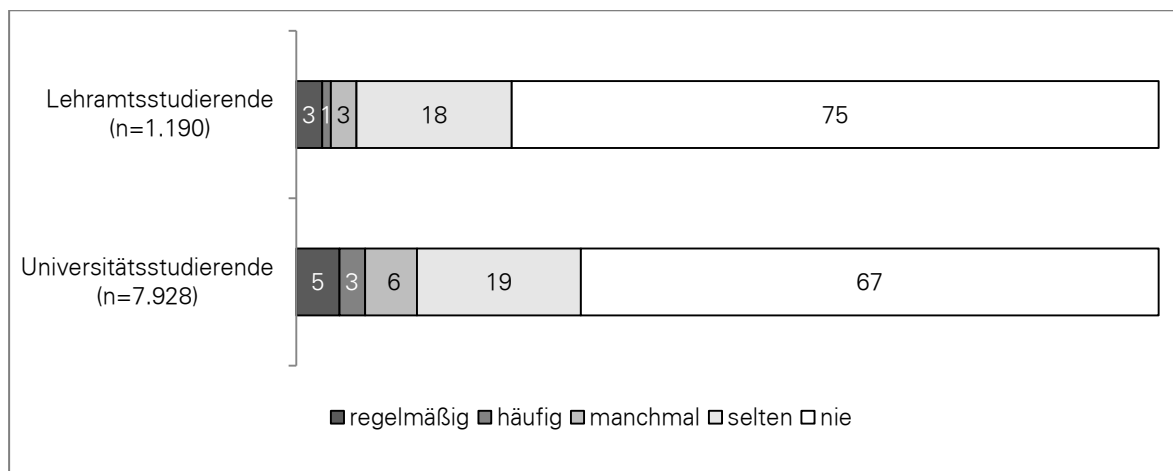 Lehramtsstudierende
(n=1.190)
3 1 3 18 75
Universitätsstudierende
(n=7.928)
5 3 6 19 67
regelmäßig häufig manchmal selten nie